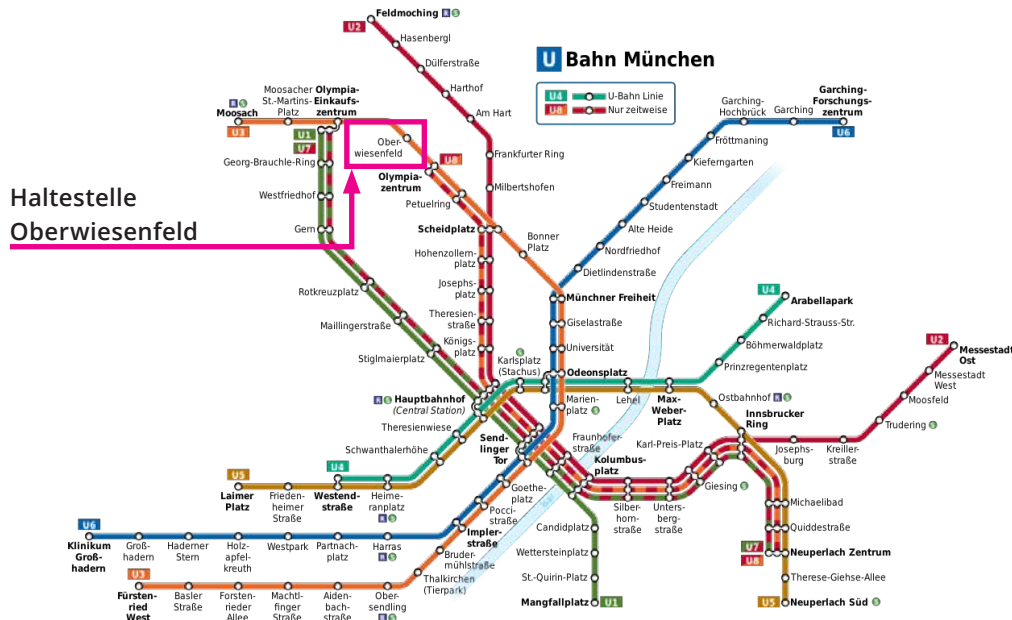 Feldmoching R S
U2
Hasenbergl
Dülferstraße
Harthof
Am Hart
Frankfurter Ring
Milbertshofen
U Bahn München
U4 U-Bahn Linie
U8 Nur zeitweise
Garching-
Forschungs-
zentrum
U6
Garching-
Hochbrück
Garching
Fröttmaning
Kieferngarten
Freimann
Studentenstadt
Alte Heide
Nordfriedhof
Dietlindenstraße
R S
Moosach
U3
Moosacher
St.-Martins-
Platz
Olympia-
Einkaufs-
zentrum
U1
U7
Ober-
wiesenfeld
U8
Olympia-
zentrum
Petuelring
Scheidplatz
Bonner
Platz
Georg-Brauchle-Ring
Westfriedhof
Gern
Haltestelle
Oberwiesenfeld
Hohenzollern-
platz
Josephs-
platz
Theresien-
straße
Königs-
platz
Münchner Freiheit
Giselastraße
Universität
Odeonsplatz
Rotkreuzplatz
Maillingerstraße
Stiglmaierplatz
Karlsplatz S
(Stachus)
R S Hauptbahnhof
(Central Station)
Theresienwiese
Schwanthalerhöhe
U4
Arabellapark
Richard-Strauss-Str.
Böhmerwaldplatz
Prinzregentenplatz
U2
Messestadt
Ost
Messestadt
West
Moosfeld
Trudering S
Marien-
platz S
Lehel
Max-
Weber-
Platz
Ostbahnhof R S
Innsbrucker
Ring
Send-
linger
Tor
Fraunhofer-
straße
Kolumbus-
platz
Karl-Preis-Platz
Josephs-
burg
Kreiller-
straße
Giesing S
Silber-
horn-
straße
Unters-
berg-
straße
U5
Laimer
Platz
Frieden-
heimer
Straße
U4
Westend-
straße
Heime-
ranplatz
R S
Goethe-
platz
Pocci-
straße
Implerstraße
U6
Klinikum
Groß-
hadern
Groß-
hadern
Haderner
Stern
Holz-
apfel-
kreuth
Westpark
Partnach-
platz
Harras
R S
Bruder-
mühlstraße
Thalkirchen
(Tierpark)
U3
Fürsten-
ried
West
Basler
Straße
Forsten-
rieder
Allee
Machtl-
finger
Straße
Aiden-
bach-
straße
Ober-
sendling
R S
Candidplatz
Wettersteinplatz
St.-Quirin-Platz
Mangfallplatz U1
Michaelibad
Quiddestraße
U7
U8
Neuperlach Zentrum
Therese-Giehse-Allee
U5 Neuperlach Süd S